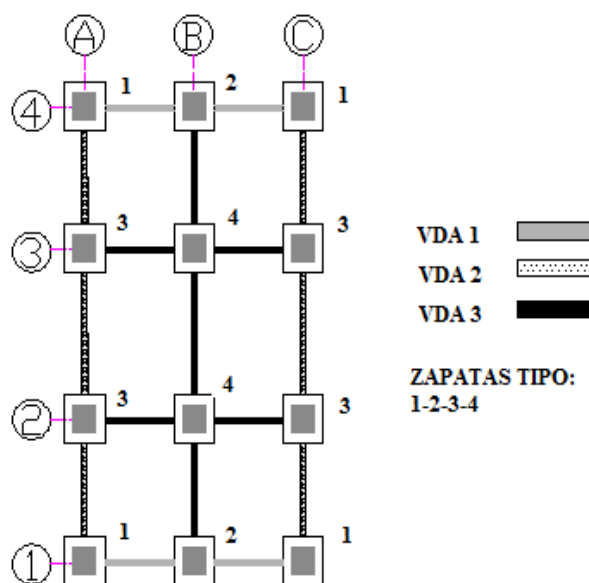 A B C
1 2 1
4
3 4 3
3
VDA 1
VDA 2
VDA 3
ZAPATAS TIPO:
1-2-3-4
3 4 3
2
1 2 1
1